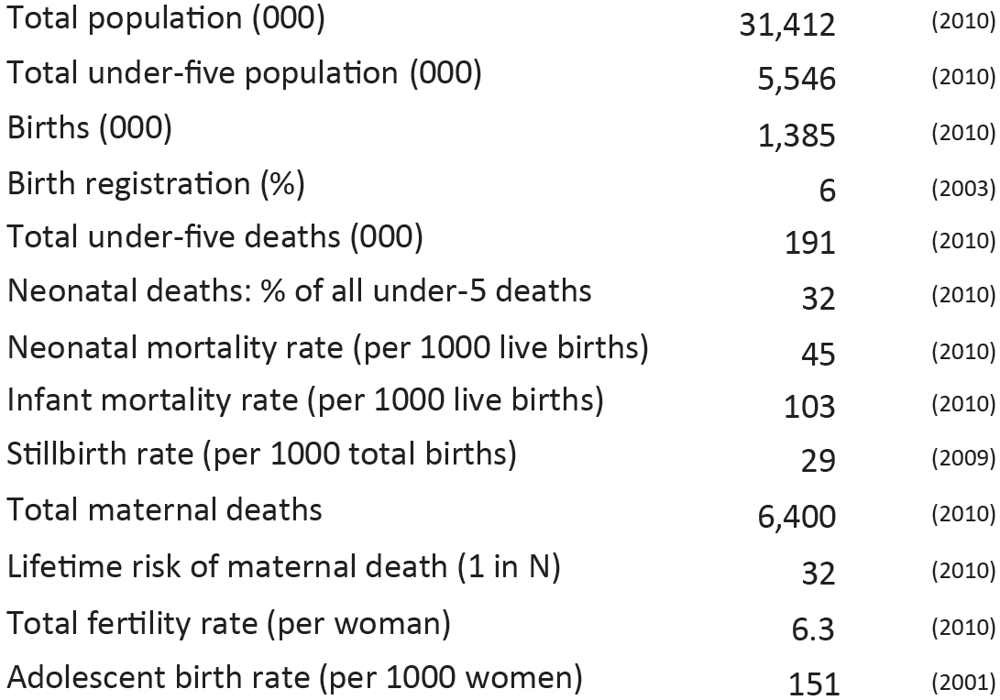 Total population (000) 31,412 (2010)
Total under-five population (000) 5,546 (2010)
Births (000) 1,385 (2010)
Birth registration (%) 6 (2003)
Total under-five deaths (000) 191 (2010)
Neonatal deaths: % of all under-5 deaths 32 (2010)
Neonatal mortality rate (per 1000 live births) 45 (2010)
Infant mortality rate (per 1000 live births) 103 (2010)
Stillbirth rate (per 1000 total births) 29 (2009)
Total maternal deaths 6,400 (2010)
Lifetime risk of maternal death (1 in N) 32 (2010)
Total fertility rate (per woman) 6.3 (2010)
Adolescent birth rate (per 1000 women) 151 (2001)